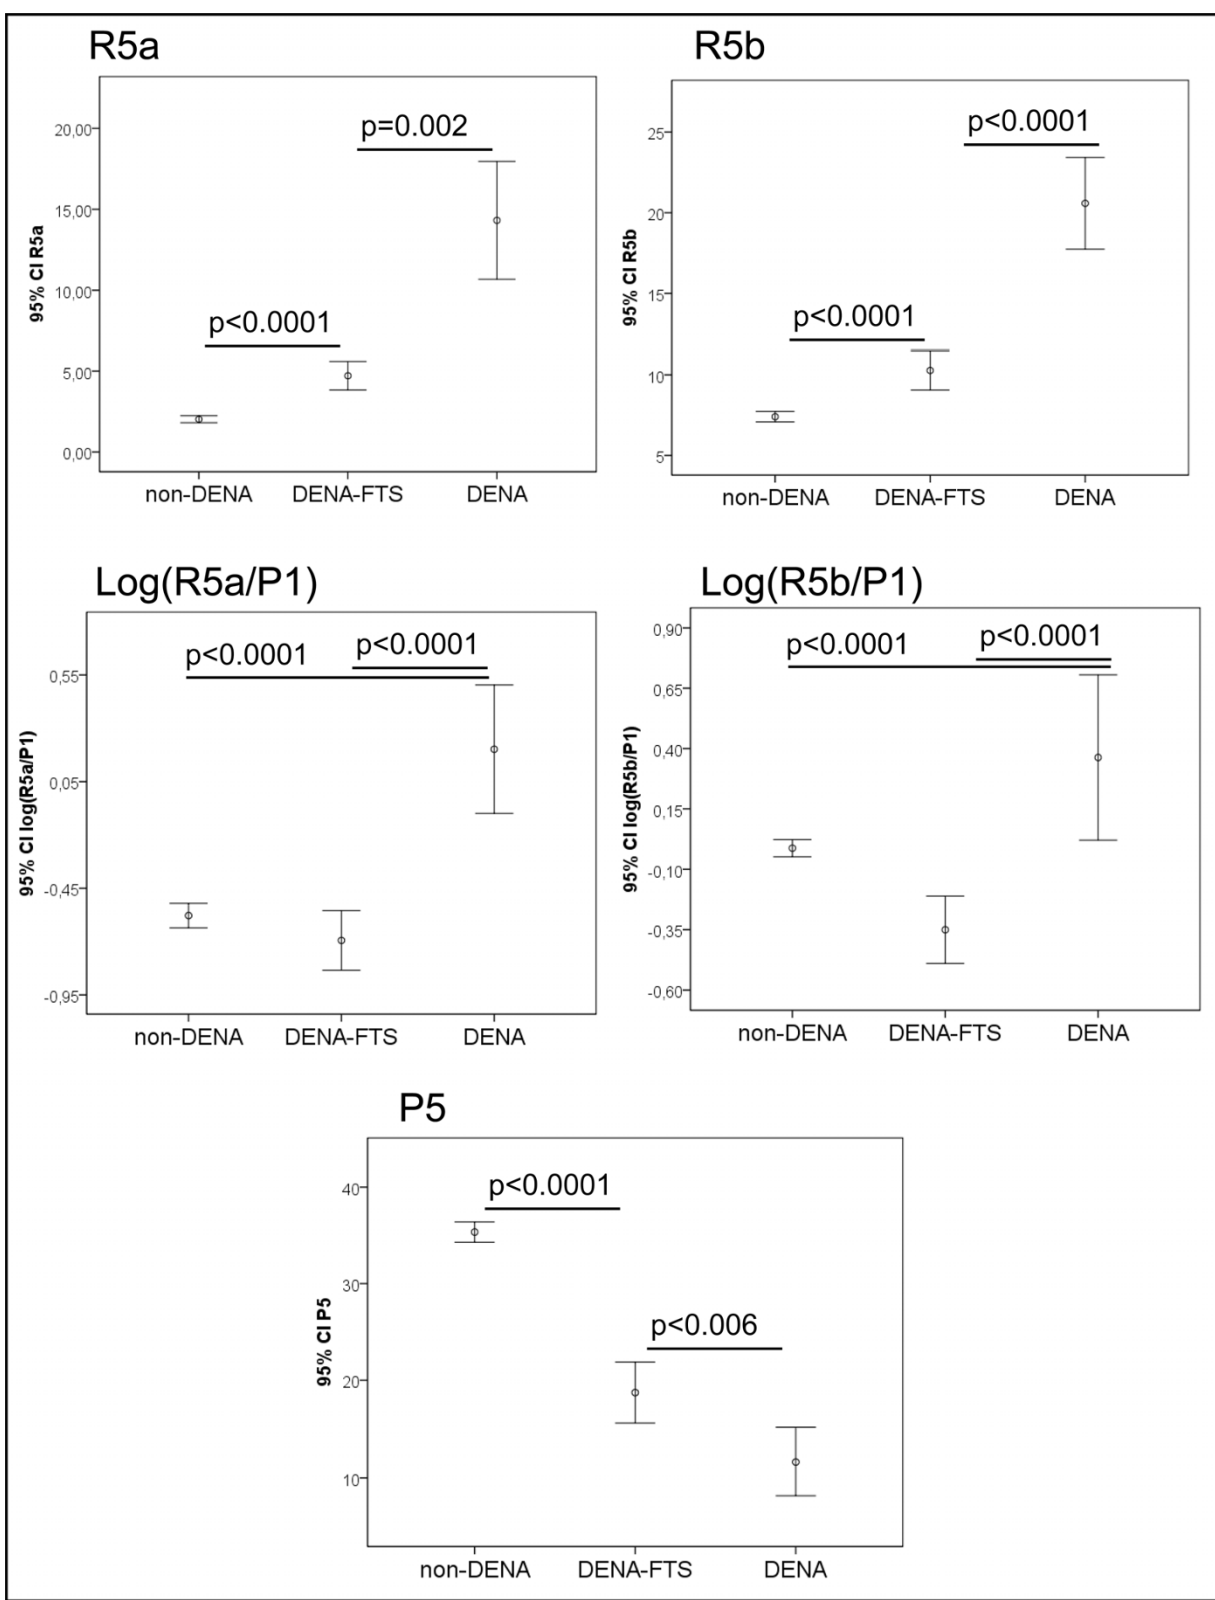 R5a
p=0.002
p<0.0001
95% CI R5a
20,00
15,00
10,00
5,00
0,00
non-DENA DENA-FTS DENA
R5b
p<0.0001
p<0.0001
95% CI R5b
25
20
15
10
5
non-DENA DENA-FTS DENA
Log(R5a/P1)
p<0.0001
p<0.0001
95% CI log(R5a/P1)
0,55
0,05
-0,45
-0,95
non-DENA DENA-FTS DENA
Log(R5b/P1)
p<0.0001
p<0.0001
95% CI log(R5b/P1)
0,90
0,65
0,40
0,15
-0,10
-0,35
-0,60
non-DENA DENA-FTS DENA
P5
p<0.0001
p<0.006
95% CI P5
40
30
20
10
non-DENA DENA-FTS DENA